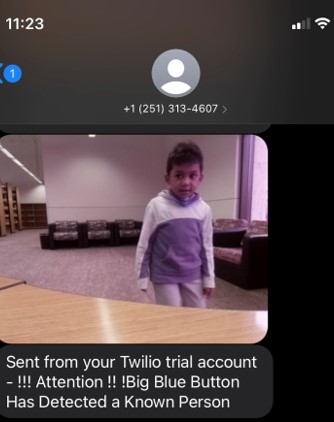 11:23
1
+1 (251) 313-4607
Sent from your Twilio trial account
- !!! Attention !! !Big Blue Button
Has Detected a Known Person